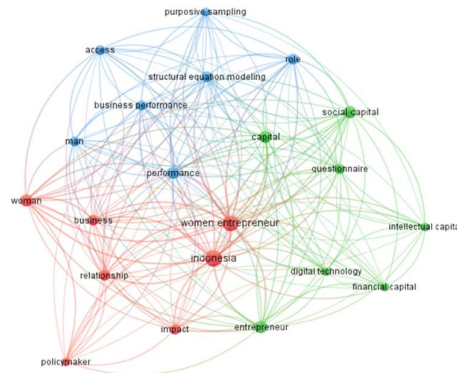 purposive sampling
access
role
structural equation modeling
business performance
social capital
capital
man
questionnaire
performance
woman
business
women entrepreneur
intellectual capita
indonesia
digital technology
relationship
financial capital
impact
entrepreneur
policymaker